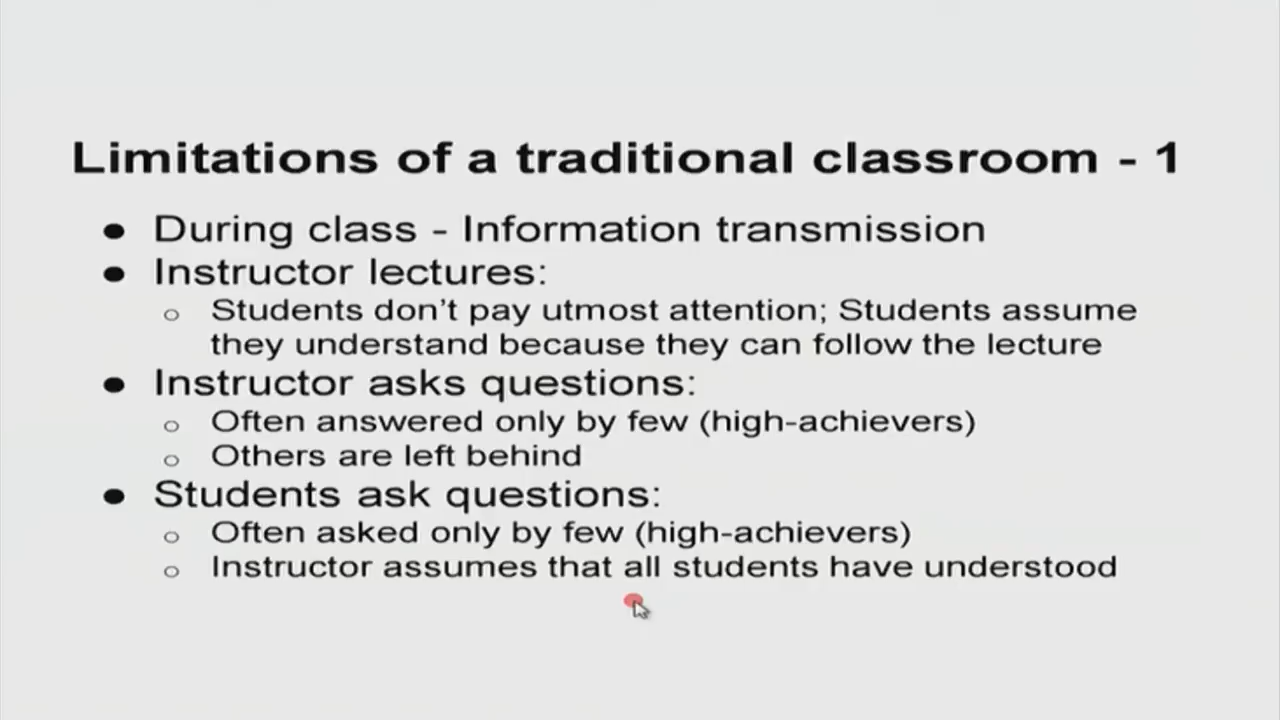 Limitations of a traditional classroom - 1
● During class - Information transmission
● Instructor lectures:
○ Students don’t pay utmost attention; Students assume
they understand because they can follow the lecture
● Instructor asks questions:
○ Often answered only by few (high-achievers)
○ Others are left behind
● Students ask questions:
○ Often asked only by few (high-achievers)
○ Instructor assumes that all students have understood